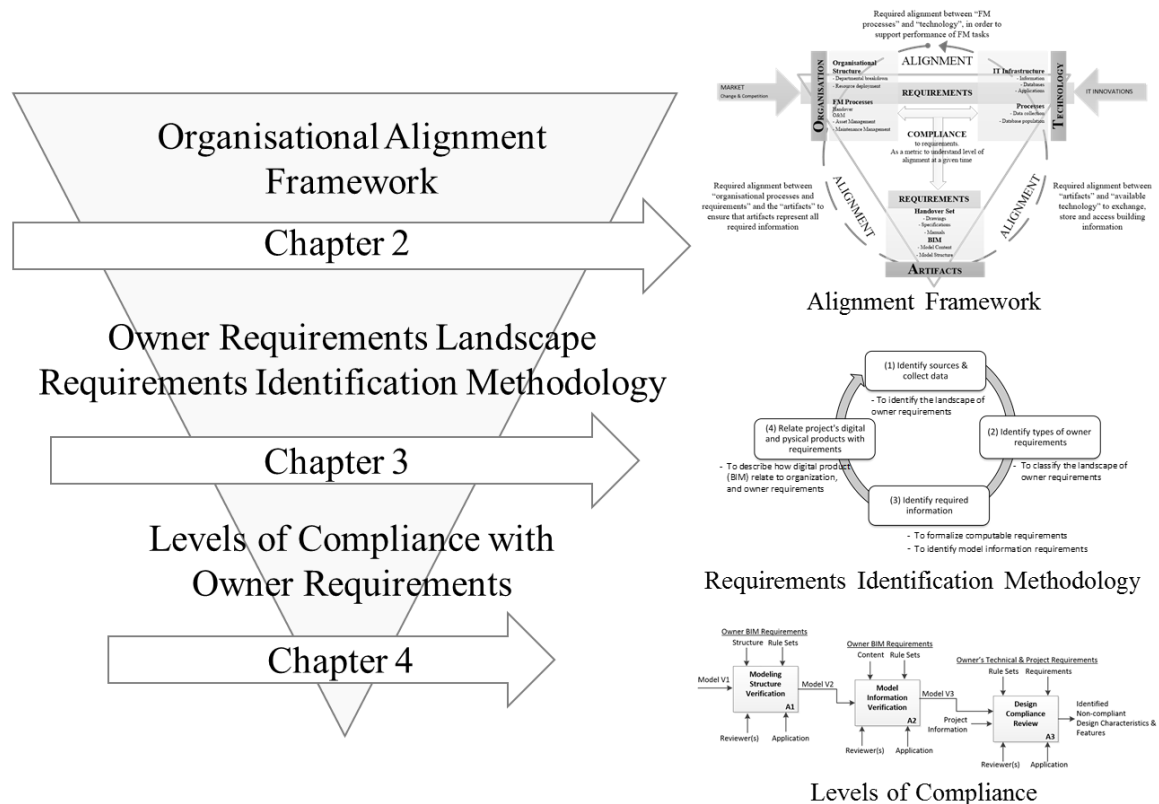 Organisational Alignment
Framework
Chapter 2
Owner Requirements Landscape
Requirements Identification Methodology
Chapter 3
Levels of Compliance with
Owner Requirements
Chapter 4
Required alignment between "FM
processes" and "technology", in order to
support performance of FM tasks
ALIGNMENT
ORGANISATION
Organisational
Structure
- Departmental breakdown
- Resource deployment
FM Processes
Handover
O&M
- Asset Management
- Maintenance Management
MARKET
Change & Competition
REQUIREMENTS
IT Infrastructure
- Information
- Databases
- Applications
Processes
- Data collection
- Database population
TECHNOLOGY
IT INNOVATIONS
COMPLIANCE
to requirements.
As a metric to understand level of
alignment at a given time
Required alignment between
"organisational processes and
requirements" and the "artifacts" to
ensure that artifacts represent all
required information
ALIGNMENT
REQUIREMENTS
Handover Set
- Drawings
- Specifications
- Manuals
BIM
- Model Content
- Model Structure
ARTIFACTS
ALIGNMENT
Required alignment between
"artifacts" and "available
technology" to exchange,
store and access building
information
Alignment Framework
(1) Identify sources &
collect data
- To identify the landscape of
owner requirements
(2) Identify types of owner
requirements
- To classify the landscape of
owner requirements
(3) Identify required
information
- To formalize computable requirements
- To identify model information requirements
(4) Relate project's digital
and pysical products with
requirements
- To describe how digital product
(BIM) relate to organization,
and owner requirements
Requirements Identification Methodology
Owner BIM Requirements
Structure Rule Sets
Model V1
Modeling
Structure
Verification
A1
Reviewer(s) Application
Model V2
Owner BIM Requirements
Content Rule Sets
Model
Information
Verification
A2
Reviewer(s) Application
Model V3
Owner's Technical & Project Requirements
Rule Sets Requirements
Project
Information
Design
Compliance
Review
A3
Reviewer(s) Application
Identified
Non-compliant
Design Characteristics &
Features
Levels of Compliance